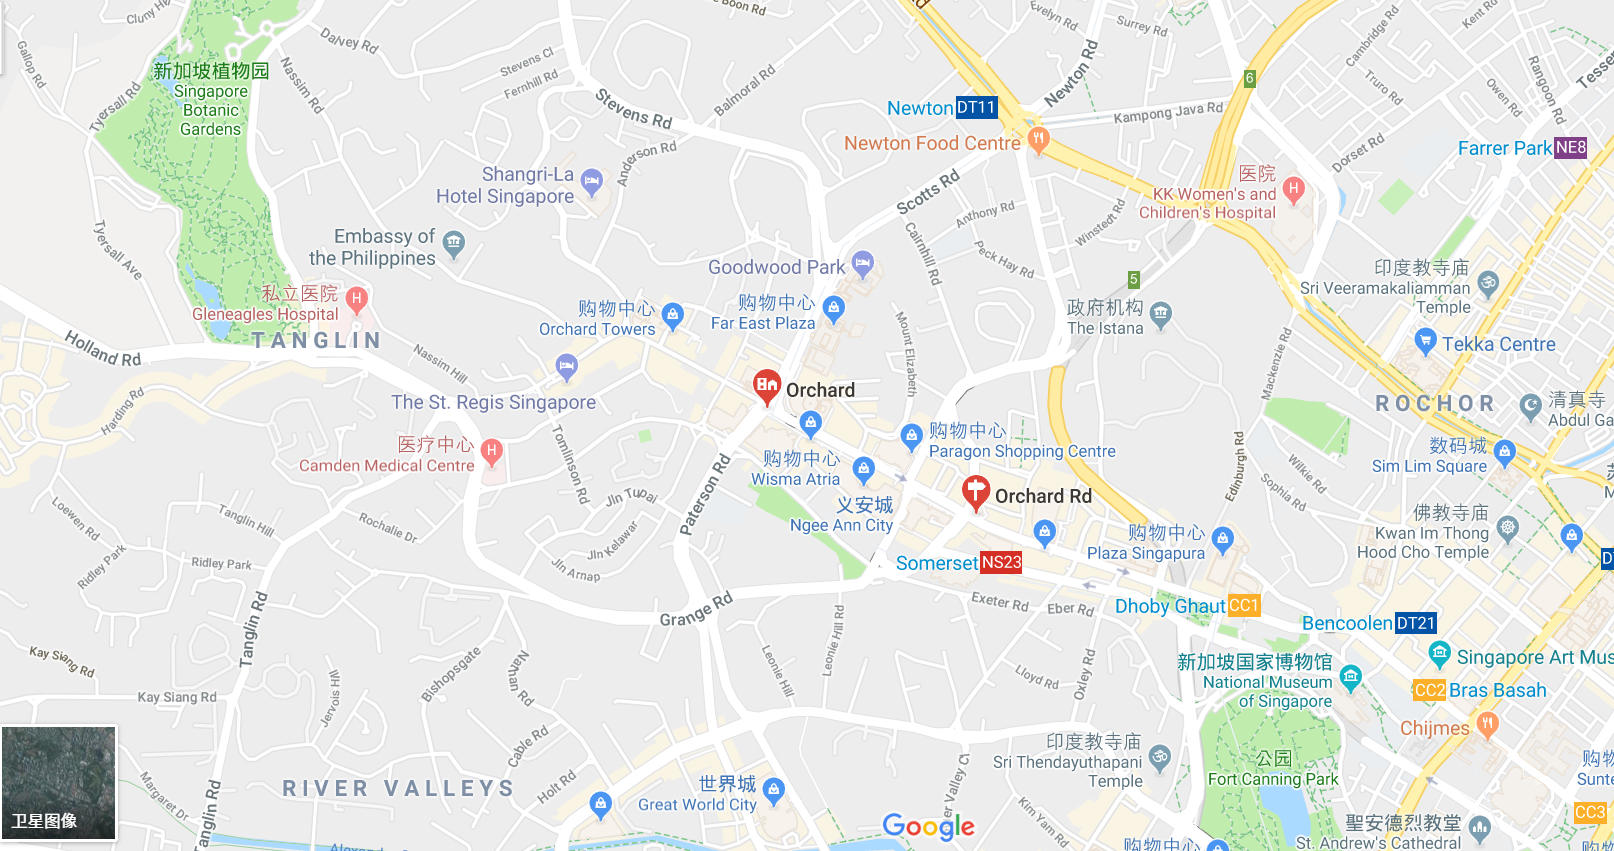 Cluny Hill
Boon Rd
Evelyn Rd
Surrey Rd
Cambridge Rd
Kent Rd
Gallop Rd
Dalvey Rd
Stevens Cl
Newton Rd
新加坡植物园
Singapore
Botanic
Gardens
Nassim Rd
Fernhill Rd
Stevens Rd
Balmoral Rd
Truro Rd
Rangoon Rd
Owen Rd
Tyersall Rd
Newton DT11
Kampong Java Rd
6
Newton Food Centre
Dorset Rd
Farrer Park NE8
Anderson Rd
Shangri-La
Hotel Singapore
Scotts Rd
医院
KK Women's and
Children's Hospital
Tyersall Ave
Embassy of
the Philippines
Anthony Rd
Winstedt Rd
Cairnhill Rd
Peck Hay Rd
Goodwood Park
5
印度教寺庙
Sri Veeramakaliamman
Temple
私立医院
Gleneagles Hospital
购物中心
Orchard Towers
购物中心
Far East Plaza
政府机构
The Istana
Mount Elizabeth
Mackenzie Rd
Tekka Centre
TANGLIN
Holland Rd
Nassim Hill
Harding Rd
The St. Regis Singapore
Orchard
ROCHOR
清真寺
Abdul Ga
医疗中心
Camden Medical Centre
Tomlinson Rd
购物中心
Paragon Shopping Centre
数码城
Sim Lim Square
购物中心
Wisma Atria
Paterson Rd
Edinburgh Rd
Wilkie Rd
Sophia Rd
Loewen Rd
Tanglin Hill
Rochalie Dr
Jln Tupai
义安城
Ngee Ann City
Orchard Rd
佛教寺庙
Kwan Im Thong
Hood Cho Temple
购物中心
Plaza Singapura
Jln Kelawar
Jln Arnap
Ridley Park
Ridley Park
Somerset NS23
Exeter Rd
Eber Rd
Dhoby Ghaut CC1
Bencoolen DT21
Tanglin Rd
Grange Rd
Leonie Hill Rd
Leonie Hill
Kay Siang Rd
Kay Siang Rd
Jervois Hill
Bishopsgate
Nathan Rd
Lloyd Rd
Oxley Rd
新加坡国家博物馆
National Museum
of Singapore
Singapore Art Mus
CC2 Bras Basah
Chijmes
Cable Rd
Holt Rd
RIVER VALLEYS
世界城
Great World City
印度教寺庙
Sri Thendayuthapani
Temple
公园
Fort Canning Park
Kim Yam Rd
er Valley Cl
Margaret Dr
Tanglin Rd
卫星图像
Google
购物中心
聖安德烈教堂
St. Andrew's Cathedral
Sunte
CC3